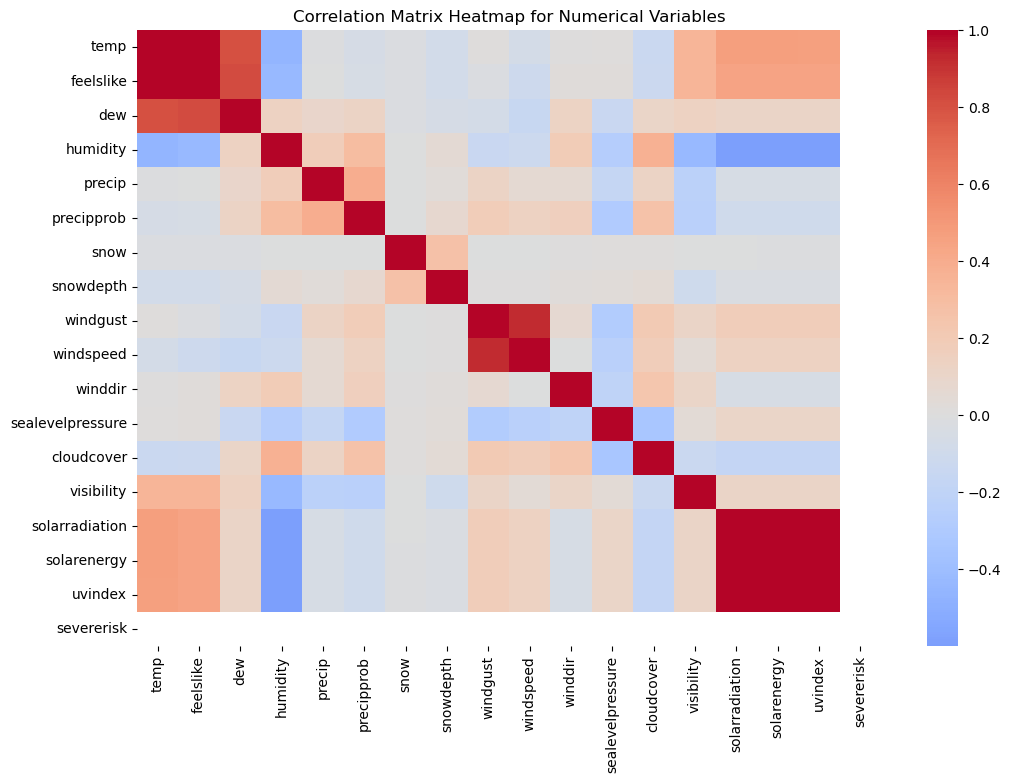 Correlation Matrix Heatmap for Numerical Variables
temp
feelslike
dew
humidity
precip
precipprob
snow
snowdepth
windgust
windspeed
winddir
sealevelpressure
cloudcover
visibility
solarradiation
solarenergy
uvindex
severerisk
temp
feelslike
dew
humidity
precip
precipprob
snow
snowdepth
windgust
windspeed
winddir
sealevelpressure
cloudcover
visibility
solarradiation
solarenergy
uvindex
severerisk
1.0
0.8
0.6
0.4
0.2
0.0
−0.2
−0.4